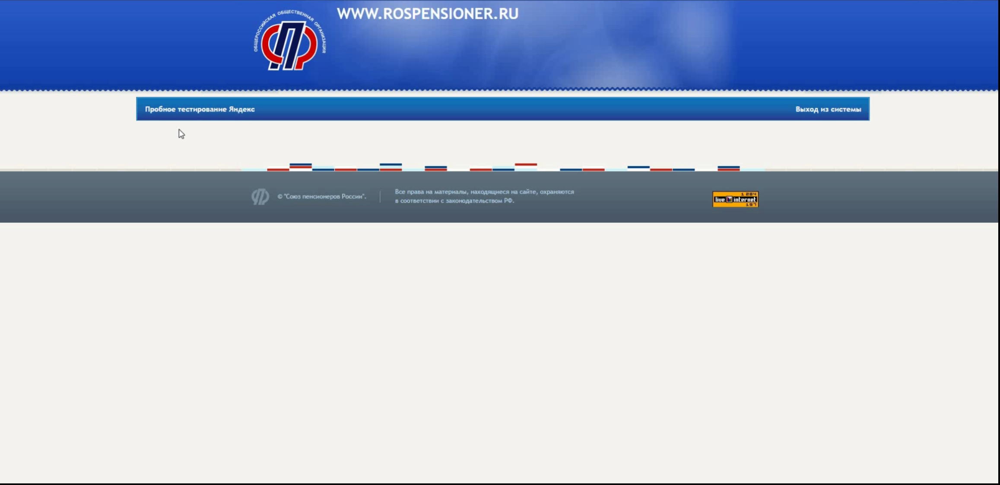 ОБЩЕРОССИЙСКАЯ ОБЩЕСТВЕННАЯ ОРГАНИЗАЦИЯ
WWW.ROSPENSIONER.RU
Пробное тестирование Яндекс
Выход из системы
© "Союз пенсионеров России".
Все права на материалы, находящиеся на сайте, охраняются
в соответствии с законодательством РФ.
1 284
live internet
197